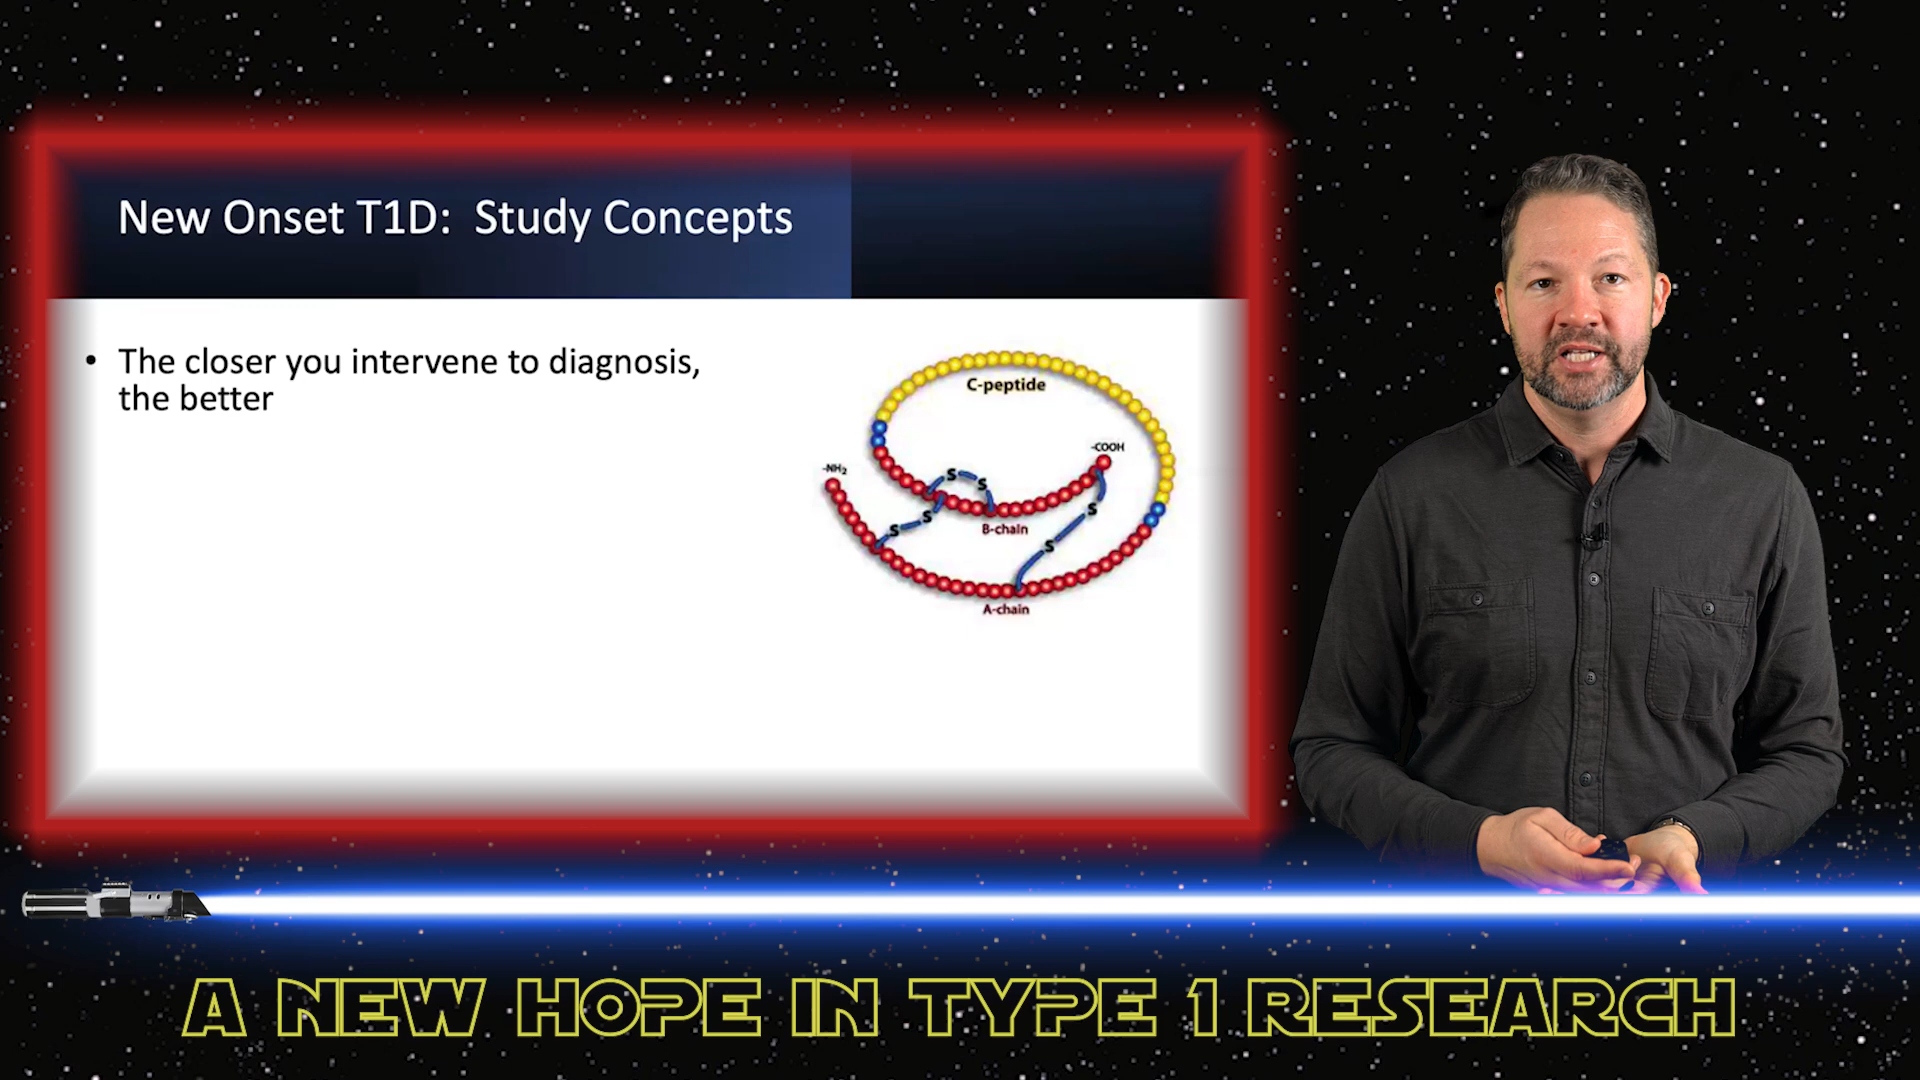 New Onset T1D: Study Concepts
• The closer you intervene to diagnosis,
the better
C-peptide
-COOH
-NH2
S
S
S
S
S
S
B-chain
A-chain
A NEW HOPE IN TYPE 1 RESEARCH